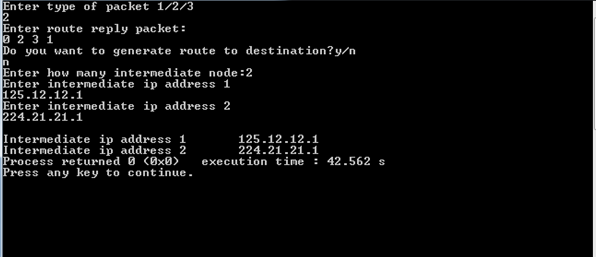 Enter type of packet 1/2/3
2
Enter route reply packet:
0 2 3 1
Do you want to generate route to destination?y/n
n
Enter how many intermediate node:2
Enter intermediate ip address 1
125.12.12.1
Enter intermediate ip address 2
224.21.21.1
Intermediate ip address 1 125.12.12.1
Intermediate ip address 2 224.21.21.1
Process returned 0 (0x0) execution time : 42.562 s
Press any key to continue.